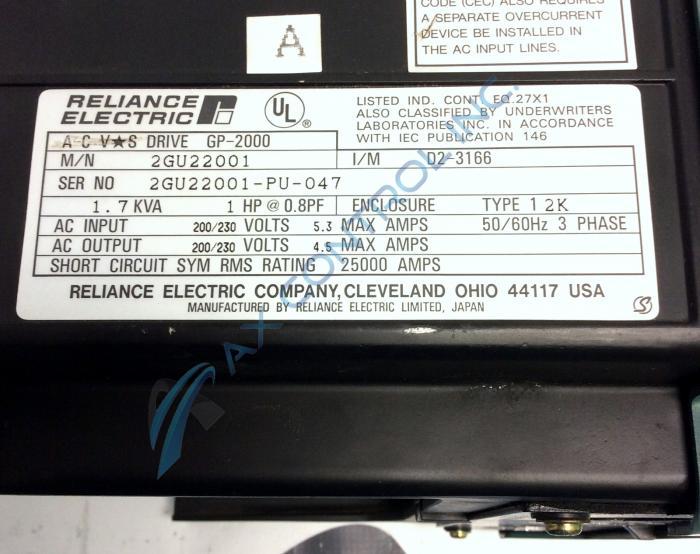 CODE (CEC) ALSO REQUIRES
A SEPARATE OVERCURRENT
DEVICE BE INSTALLED IN
THE AC INPUT LINES.
A
RELIANCE
ELECTRIC
UL
LISTED IND. CONT. EQ.27X1
ALSO CLASSIFIED BY UNDERWRITERS
LABORATORIES INC. IN ACCORDANCE
WITH IEC PUBLICATION 146
A-C V★S DRIVE GP-2000
M/N 2GU22001 I/M D2-3166
SER NO 2GU22001-PU-047
1.7 KVA 1 HP @ 0.8PF ENCLOSURE TYPE 12K
AC INPUT 200/230 VOLTS 5.3 MAX AMPS 50/60Hz 3 PHASE
AC OUTPUT 200/230 VOLTS 4.5 MAX AMPS
SHORT CIRCUIT SYM RMS RATING 25000 AMPS
RELIANCE ELECTRIC COMPANY, CLEVELAND OHIO 44117 USA
MANUFACTURED BY RELIANCE ELECTRIC LIMITED, JAPAN
S
AX CONTROL, INC.